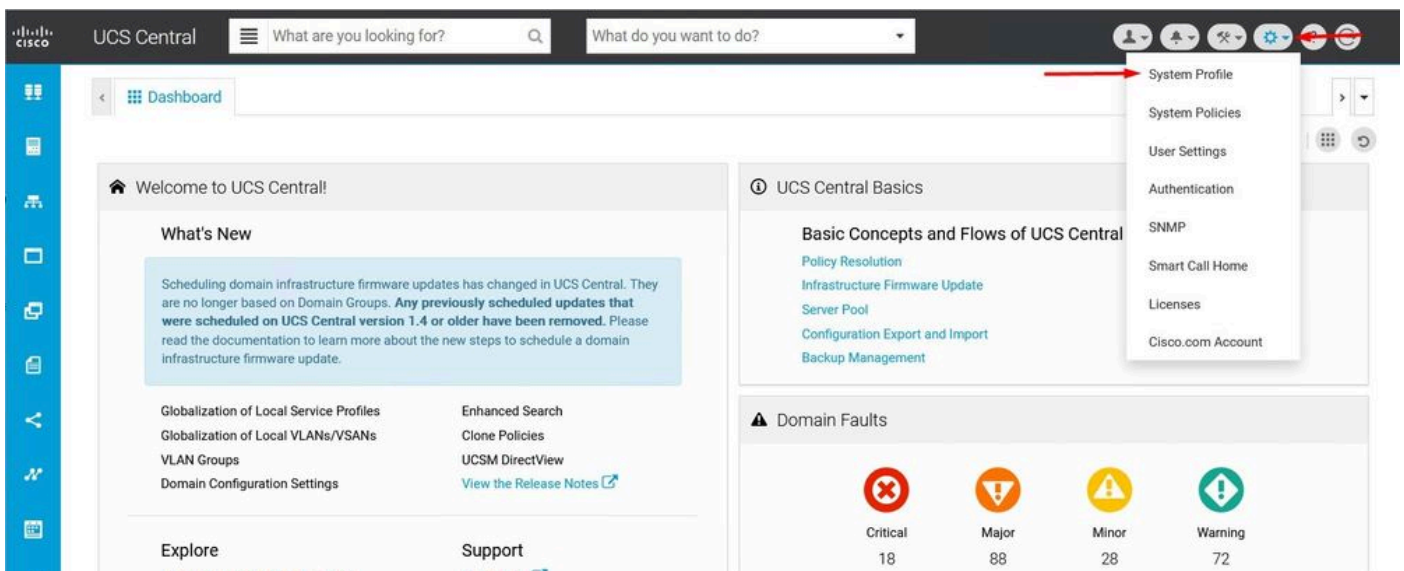 cisco
UCS Central
What are you looking for?
What do you want to do?
System Profile
System Policies
User Settings
Authentication
SNMP
Smart Call Home
Licenses
Cisco.com Account
Dashboard
Welcome to UCS Central!
What's New
Scheduling domain infrastructure firmware updates has changed in UCS Central. They
are no longer based on Domain Groups. Any previously scheduled updates that
were scheduled on UCS Central version 1.4 or older have been removed. Please
read the documentation to learn more about the new steps to schedule a domain
infrastructure firmware update.
Globalization of Local Service Profiles
Globalization of Local VLANs/VSANs
VLAN Groups
Domain Configuration Settings
Enhanced Search
Clone Policies
UCSM DirectView
View the Release Notes
Explore
Support
UCS Central Basics
Basic Concepts and Flows of UCS Central
Policy Resolution
Infrastructure Firmware Update
Server Pool
Configuration Export and Import
Backup Management
Domain Faults
Critical
18
Major
88
Minor
28
Warning
72